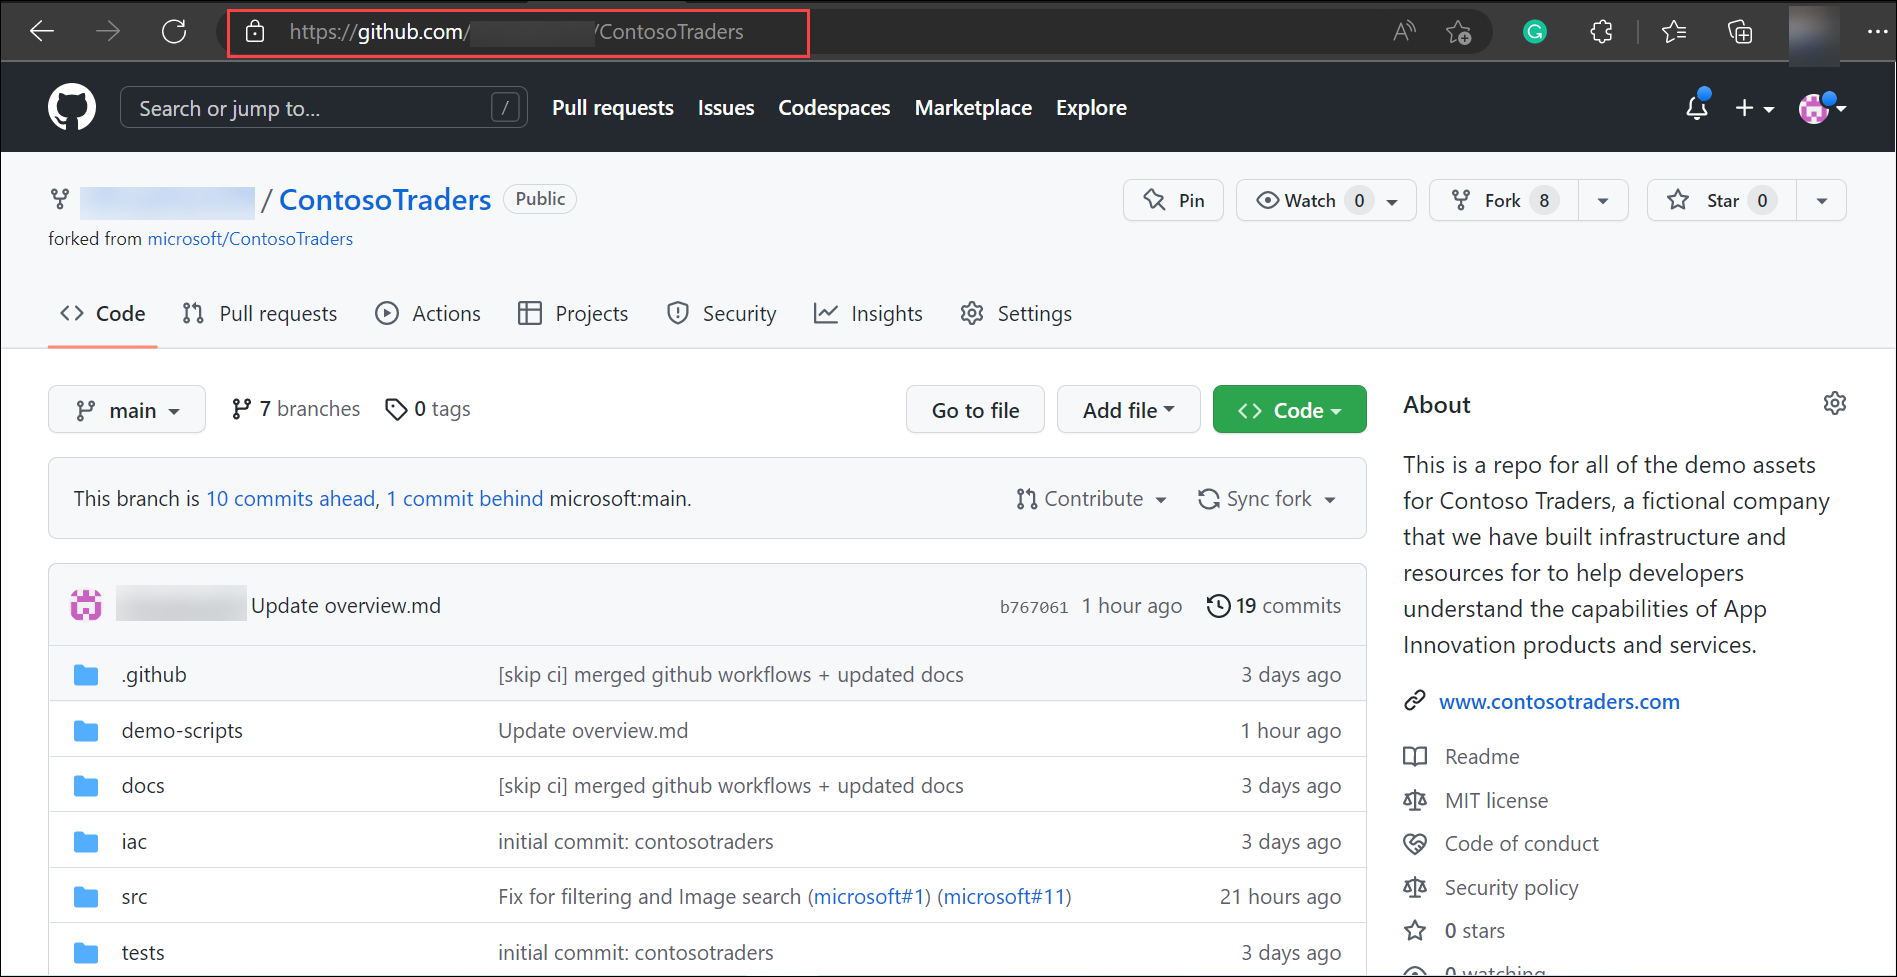 https://github.com/ /ContosoTraders
Search or jump to... / Pull requests Issues Codespaces Marketplace Explore
/ ContosoTraders Public Pin Watch 0 Fork 8 Star 0
forked from microsoft/ContosoTraders
Code Pull requests Actions Projects Security Insights Settings
main 7 branches 0 tags Go to file Add file Code
This branch is 10 commits ahead, 1 commit behind microsoft:main. Contribute Sync fork
Update overview.md b767061 1 hour ago 19 commits
.github [skip ci] merged github workflows + updated docs 3 days ago
demo-scripts Update overview.md 1 hour ago
docs [skip ci] merged github workflows + updated docs 3 days ago
iac initial commit: contosotraders 3 days ago
src Fix for filtering and Image search (microsoft#1) (microsoft#11) 21 hours ago
tests initial commit: contosotraders 3 days ago
About
This is a repo for all of the demo assets
for Contoso Traders, a fictional company
that we have built infrastructure and
resources for to help developers
understand the capabilities of App
Innovation products and services.
www.contosotraders.com
Readme
MIT license
Code of conduct
Security policy
0 stars
0 watching